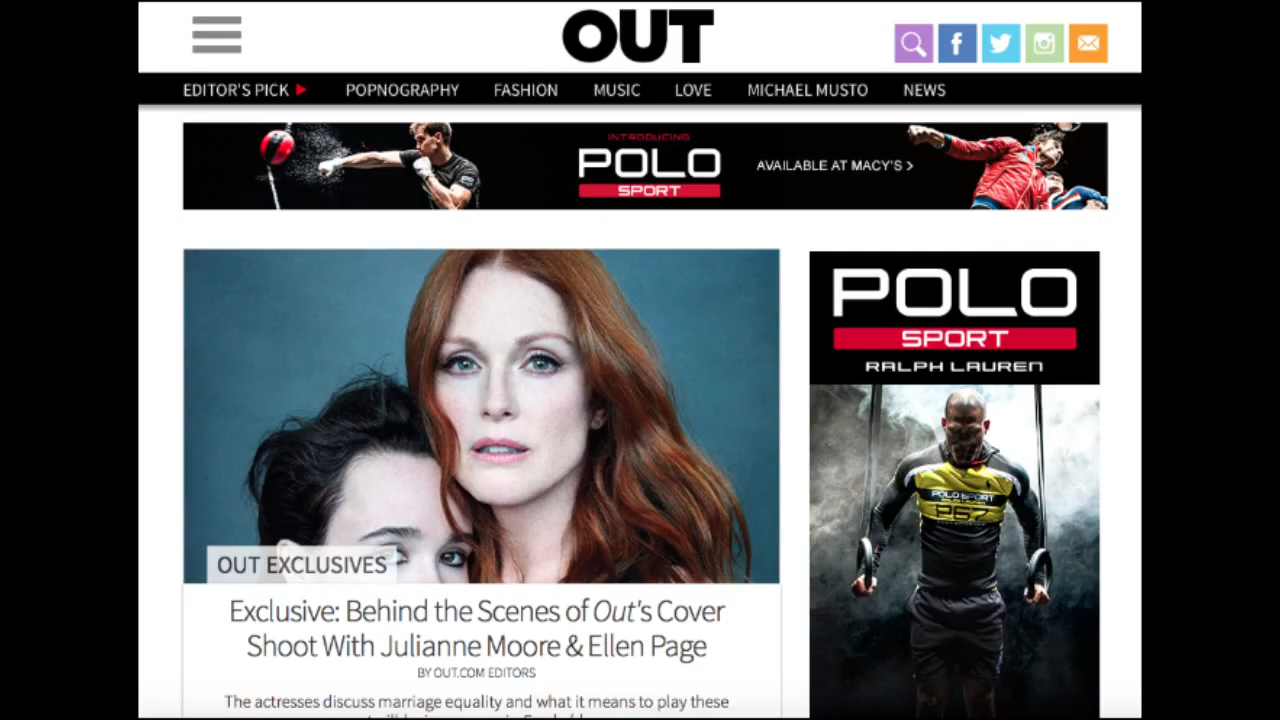 OUT
EDITOR'S PICK POPNOGRAPHY FASHION MUSIC LOVE MICHAEL MUSTO NEWS
INTRODUCING
POLO
SPORT
AVAILABLE AT MACY'S >
POLO
SPORT
RALPH LAUREN
POLO SPORT
OUT EXCLUSIVES
Exclusive: Behind the Scenes of Out's Cover
Shoot With Julianne Moore & Ellen Page
BY OUT.COM EDITORS
The actresses discuss marriage equality and what it means to play these